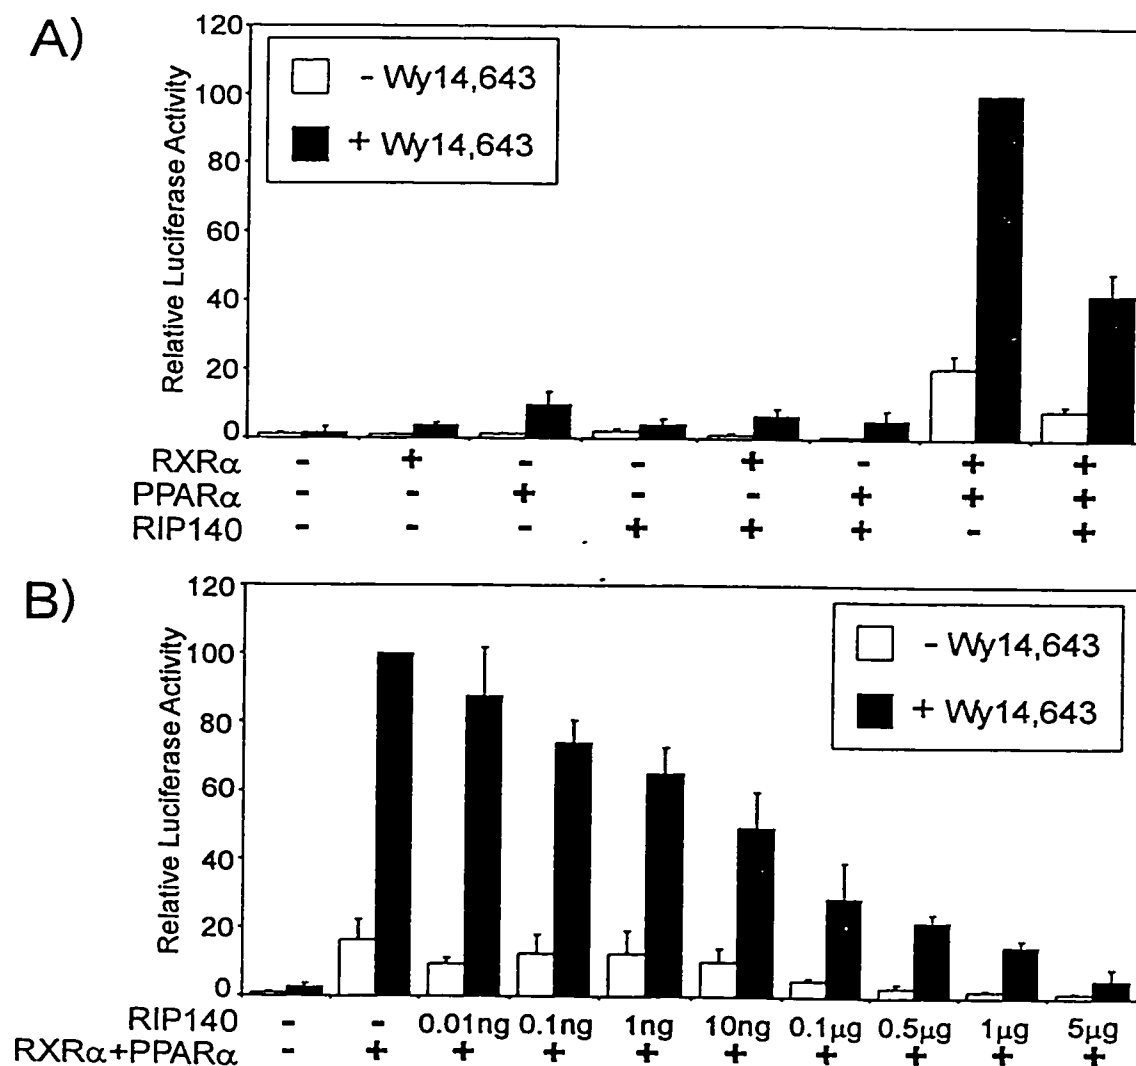 A)
Relative Luciferase Activity
120
100
80
60
40
20
0
- Wy14,643
+ Wy14,643
RXRα - + - - + - + +
PPARα - - + - - + + +
RIP140 - - - + + + - +
B)
Relative Luciferase Activity
120
100
80
60
40
20
0
- Wy14,643
+ Wy14,643
RIP140 - - 0.01ng 0.1ng 1ng 10ng 0.1µg 0.5µg 1µg 5µg
RXRα+PPARα - + + + + + + + + +